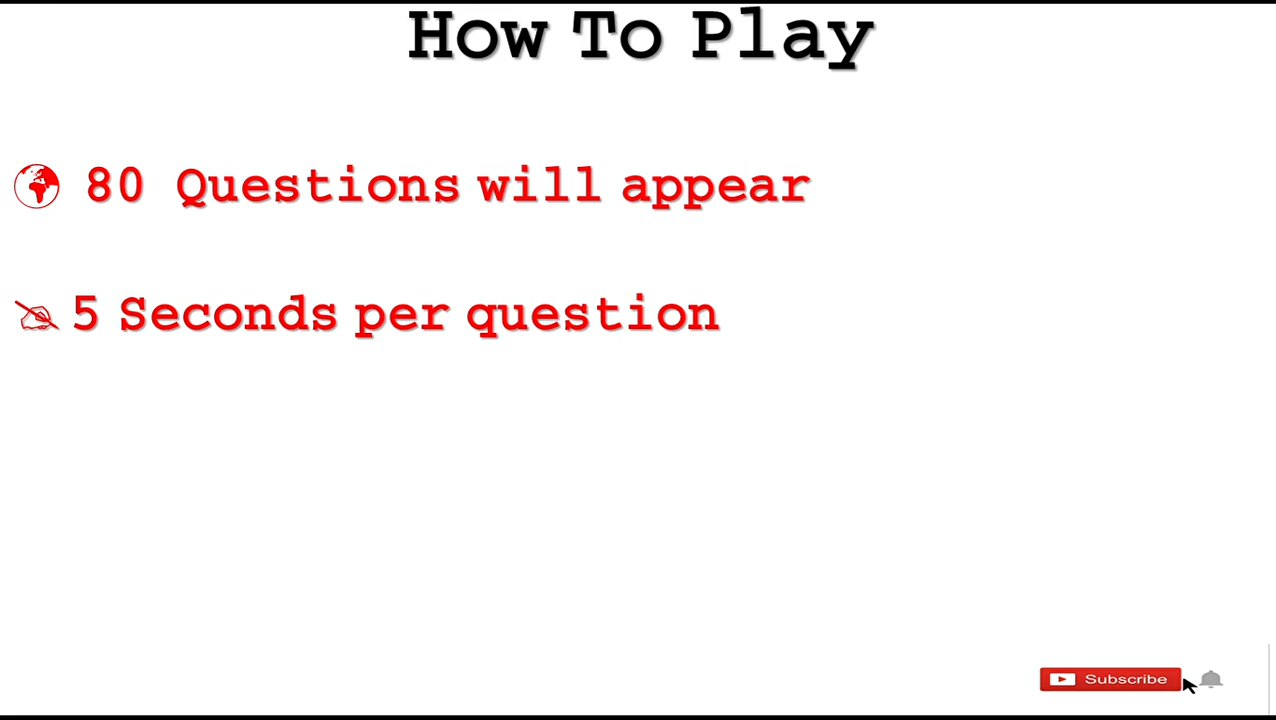 How To Play
80 Questions will appear
5 Seconds per question
Subscribe